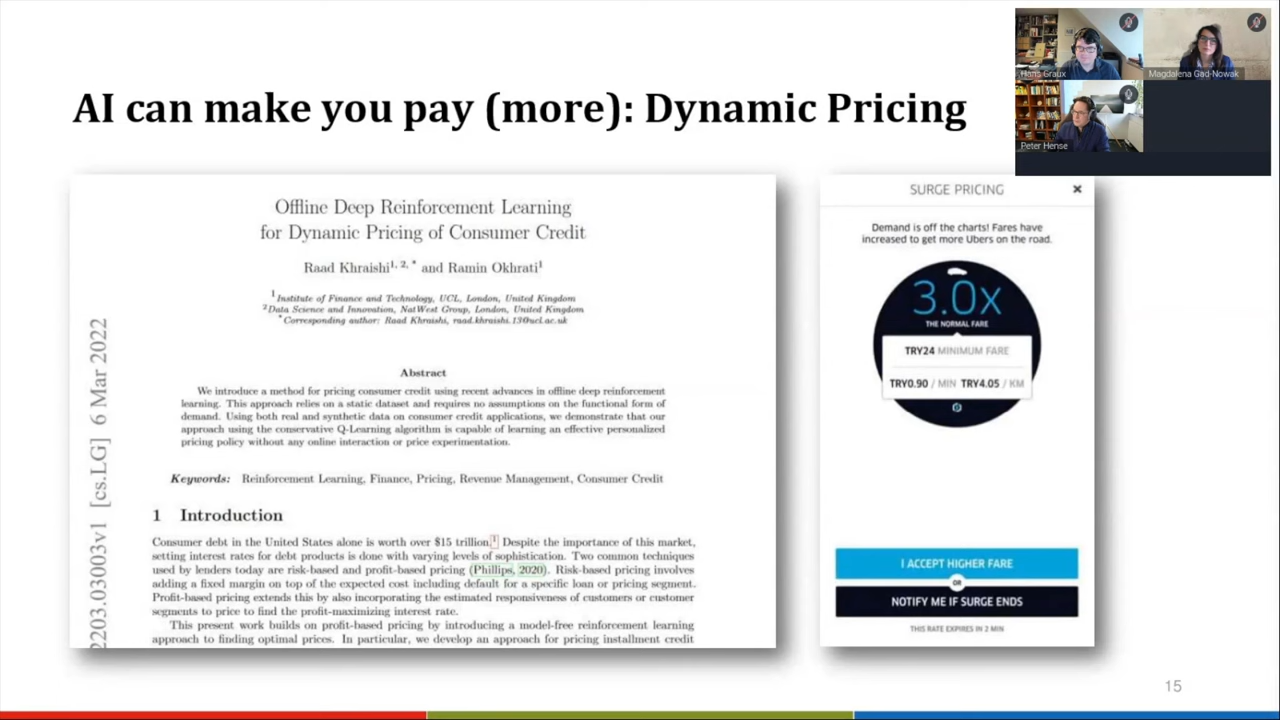 AI can make you pay (more): Dynamic Pricing
Hans Graux
Magdalena Gad-Nowak
Peter Hense
Offline Deep Reinforcement Learning
for Dynamic Pricing of Consumer Credit
Raad Khraishi1, 2, * and Ramin Okhrati1
1Institute of Finance and Technology, UCL, London, United Kingdom
2Data Science and Innovation, NatWest Group, London, United Kingdom
*Corresponding author: Raad Khraishi, raad.khraishi.13@ucl.ac.uk
Abstract
We introduce a method for pricing consumer credit using recent advances in offline deep reinforcement
learning. This approach relies on a static dataset and requires no assumptions on the functional form of
demand. Using both real and synthetic data on consumer credit applications, we demonstrate that our
approach using the conservative Q-Learning algorithm is capable of learning an effective personalized
pricing policy without any online interaction or price experimentation.
Keywords: Reinforcement Learning, Finance, Pricing, Revenue Management, Consumer Credit
1 Introduction
Consumer debt in the United States alone is worth over $15 trillion.1 Despite the importance of this market,
setting interest rates for debt products is done with varying levels of sophistication. Two common techniques
used by lenders today are risk-based and profit-based pricing (Phillips, 2020). Risk-based pricing involves
adding a fixed margin on top of the expected cost including default for a specific loan or pricing segment.
Profit-based pricing extends this by also incorporating the estimated responsiveness of customers or customer
segments to price to find the profit-maximizing interest rate.
This present work builds on profit-based pricing by introducing a model-free reinforcement learning
approach to finding optimal prices. In particular, we develop an approach for pricing installment credit
2203.03003v1 [cs.LG] 6 Mar 2022
SURGE PRICING
Demand is off the charts! Fares have
increased to get more Ubers on the road.
3.0x
THE NORMAL FARE
TRY24 MINIMUM FARE
TRY0.90 / MIN TRY4.05 / KM
I ACCEPT HIGHER FARE
OR
NOTIFY ME IF SURGE ENDS
THIS RATE EXPIRES IN 2 MIN
15